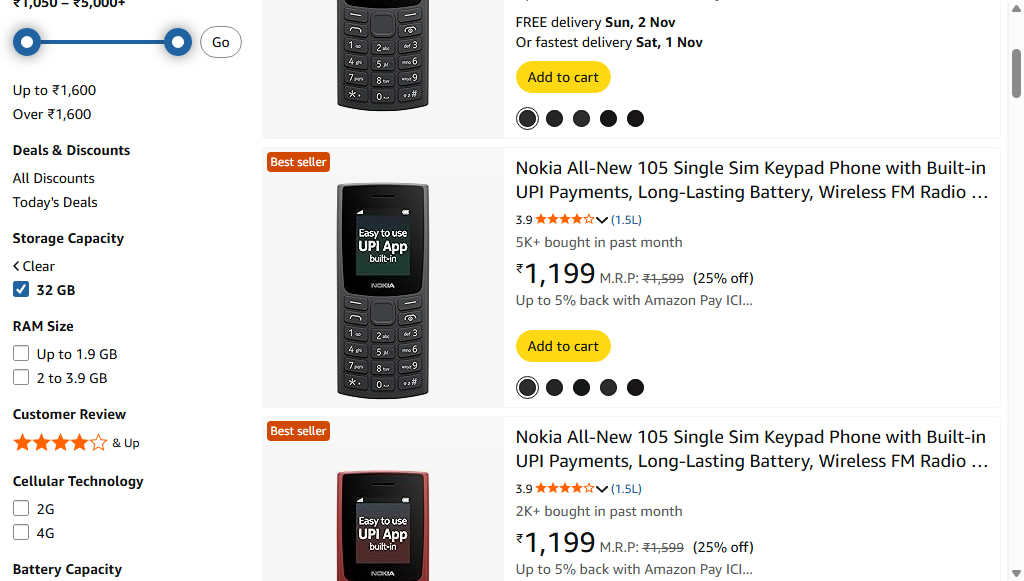 ₹1,050 – ₹5,000+
Go
Up to ₹1,600
Over ₹1,600
Deals & Discounts
All Discounts
Today's Deals
Storage Capacity
Clear
32 GB
RAM Size
Up to 1.9 GB
2 to 3.9 GB
Customer Review
& Up
Cellular Technology
2G
4G
Battery Capacity
FREE delivery Sun, 2 Nov
Or fastest delivery Sat, 1 Nov
Add to cart
Best seller
Easy to use
UPI App
built-in
NOKIA
Nokia All-New 105 Single Sim Keypad Phone with Built-in
UPI Payments, Long-Lasting Battery, Wireless FM Radio …
3.9 (1.5L)
5K+ bought in past month
₹1,199 M.R.P: ₹1,599 (25% off)
Up to 5% back with Amazon Pay ICI…
Add to cart
Best seller
Easy to use
UPI App
built-in
NOKIA
Nokia All-New 105 Single Sim Keypad Phone with Built-in
UPI Payments, Long-Lasting Battery, Wireless FM Radio …
3.9 (1.5L)
2K+ bought in past month
₹1,199 M.R.P: ₹1,599 (25% off)
Up to 5% back with Amazon Pay ICI…